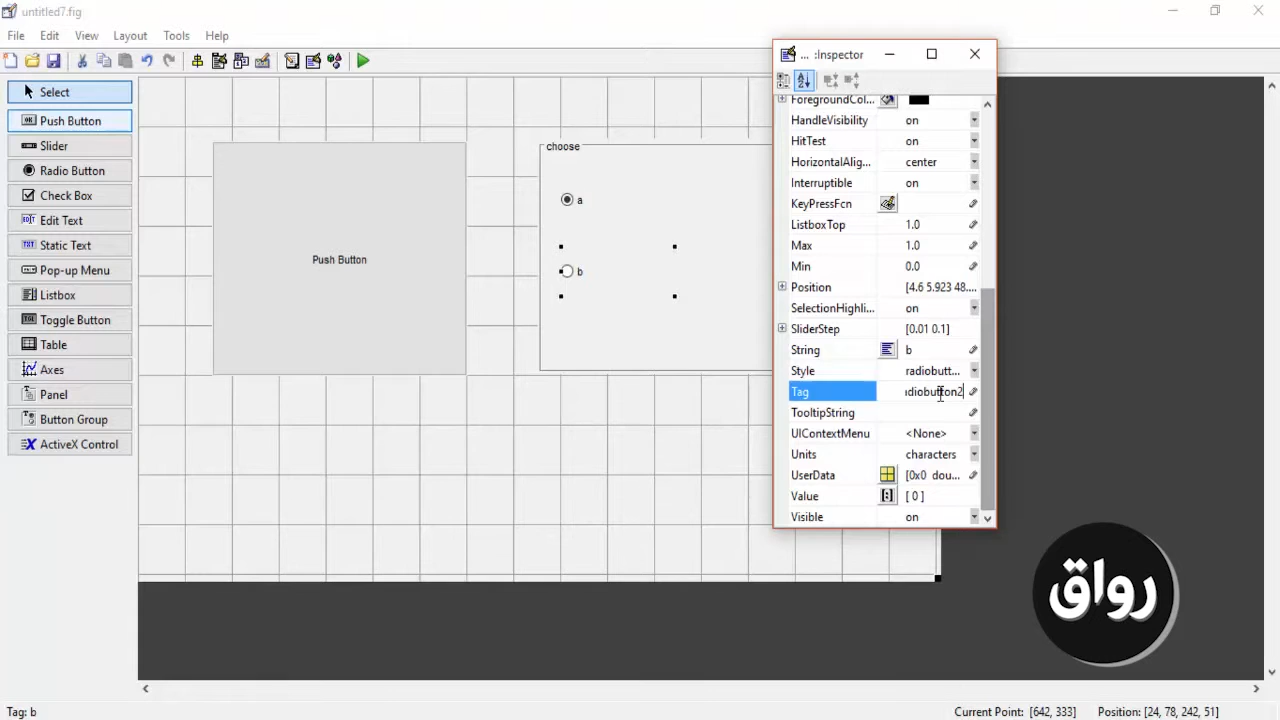 untitled7.fig
File Edit View Layout Tools Help
Select
Push Button
Slider
Radio Button
Check Box
Edit Text
Static Text
Pop-up Menu
Listbox
Toggle Button
Table
Axes
Panel
Button Group
ActiveX Control
Push Button
choose
a
b
... :Inspector
ForegroundCol...
HandleVisibility on
HitTest on
HorizontalAlig... center
Interruptible on
KeyPressFcn
ListboxTop 1.0
Max 1.0
Min 0.0
Position [4.6 5.923 48....
SelectionHighli... on
SliderStep [0.01 0.1]
String b
Style radiobutt...
Tag diobutton2
TooltipString
UIContextMenu <None>
Units characters
UserData [0x0 dou...
Value [ 0 ]
Visible on
رواق
Tag: b
Current Point: [642, 333] Position: [24, 78, 242, 51]